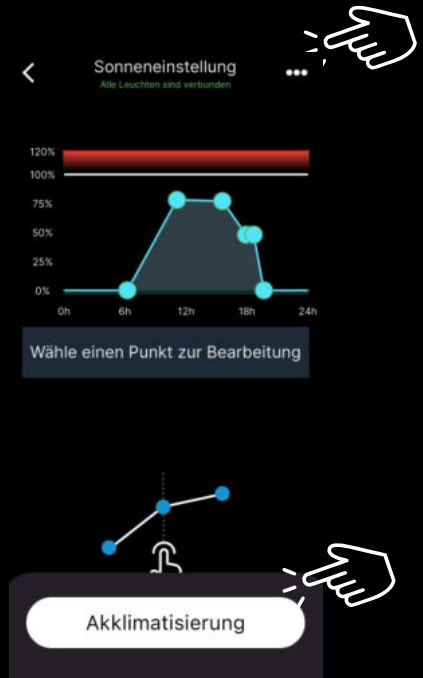 Sonneneinstellung
Alle Leuchten sind verbunden
120%
100%
75%
50%
25%
0%
0h 6h 12h 18h 24h
Wähle einen Punkt zur Bearbeitung
Akklimatisierung